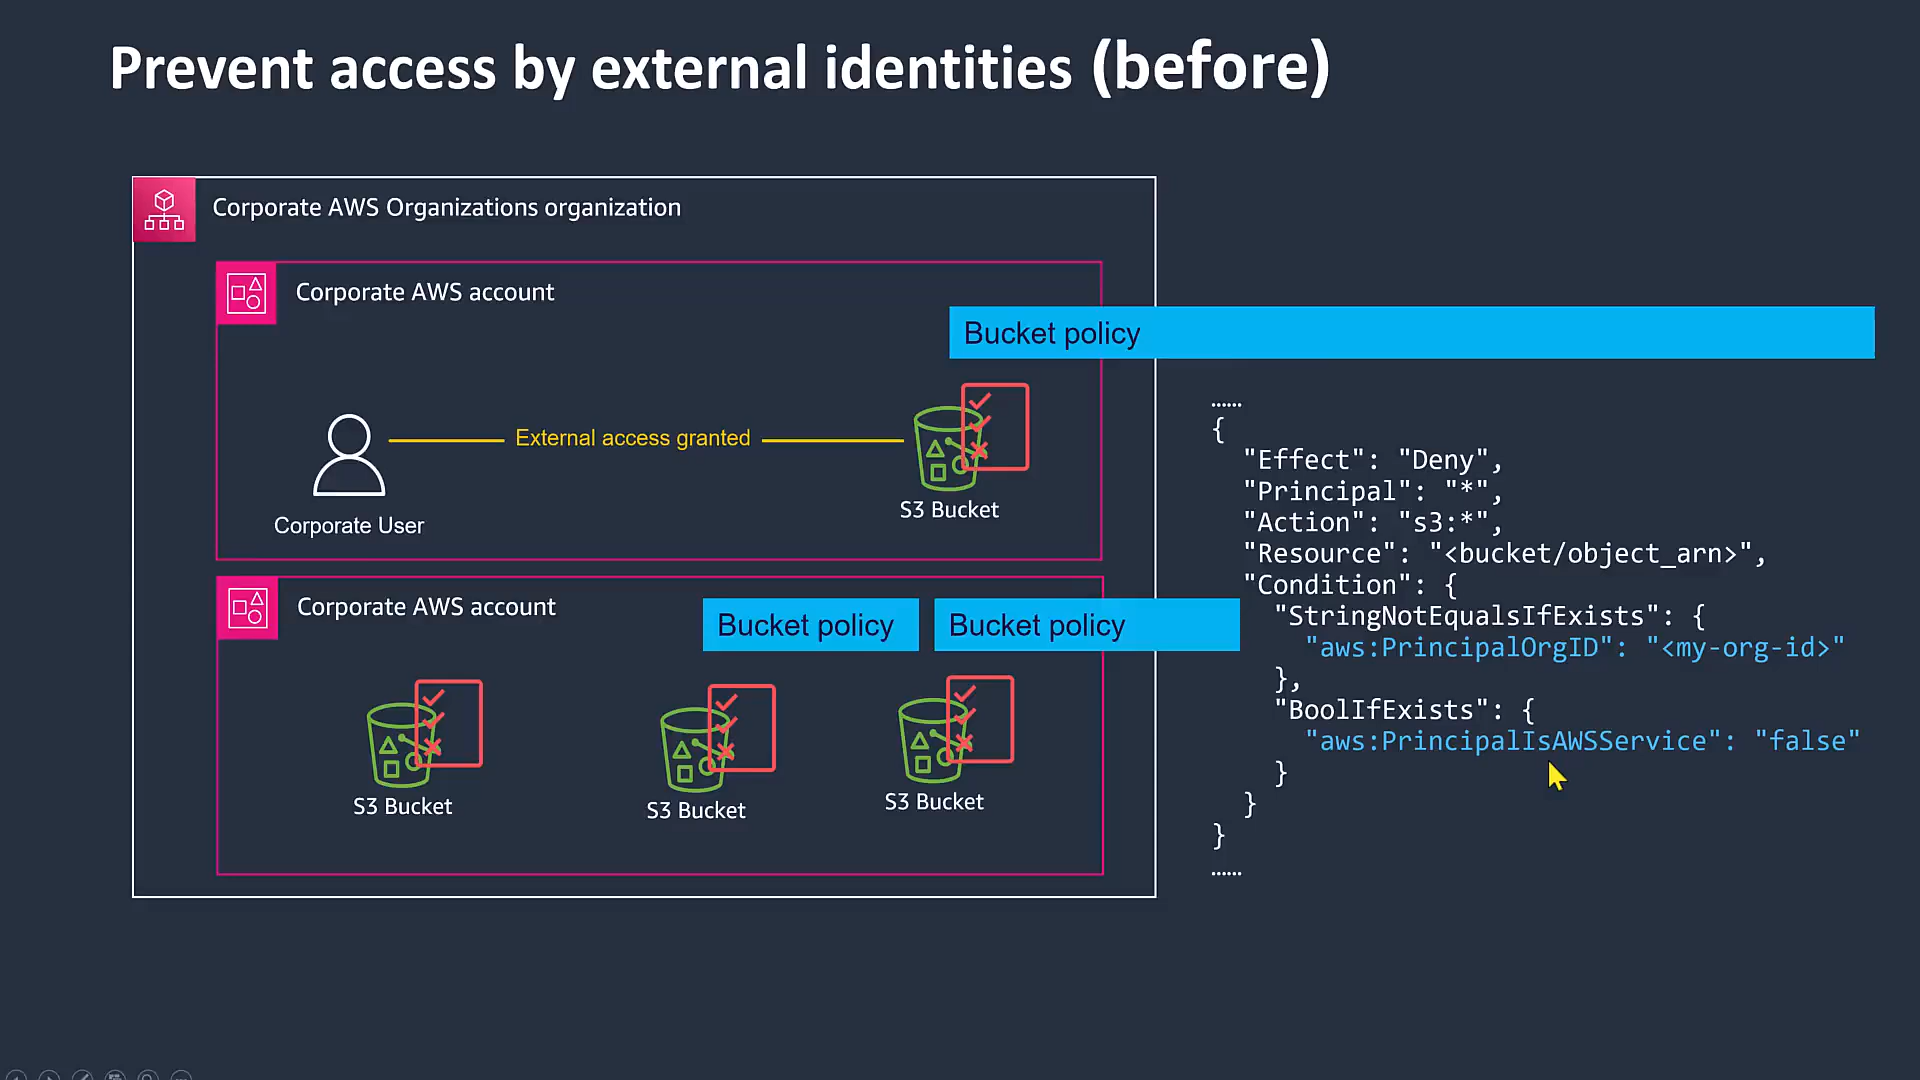 Prevent access by external identities (before)
Corporate AWS Organizations organization
Corporate AWS account
Bucket policy
External access granted
Corporate User
S3 Bucket
Corporate AWS account
Bucket policy
Bucket policy
S3 Bucket
S3 Bucket
S3 Bucket
......
{
"Effect": "Deny",
"Principal": "*",
"Action": "s3:*",
"Resource": "<bucket/object_arn>",
"Condition": {
"StringNotEqualsIfExists": {
"aws:PrincipalOrgID": "<my-org-id>"
},
"BoolIfExists": {
"aws:PrincipalIsAWSService": "false"
}
}
}
......